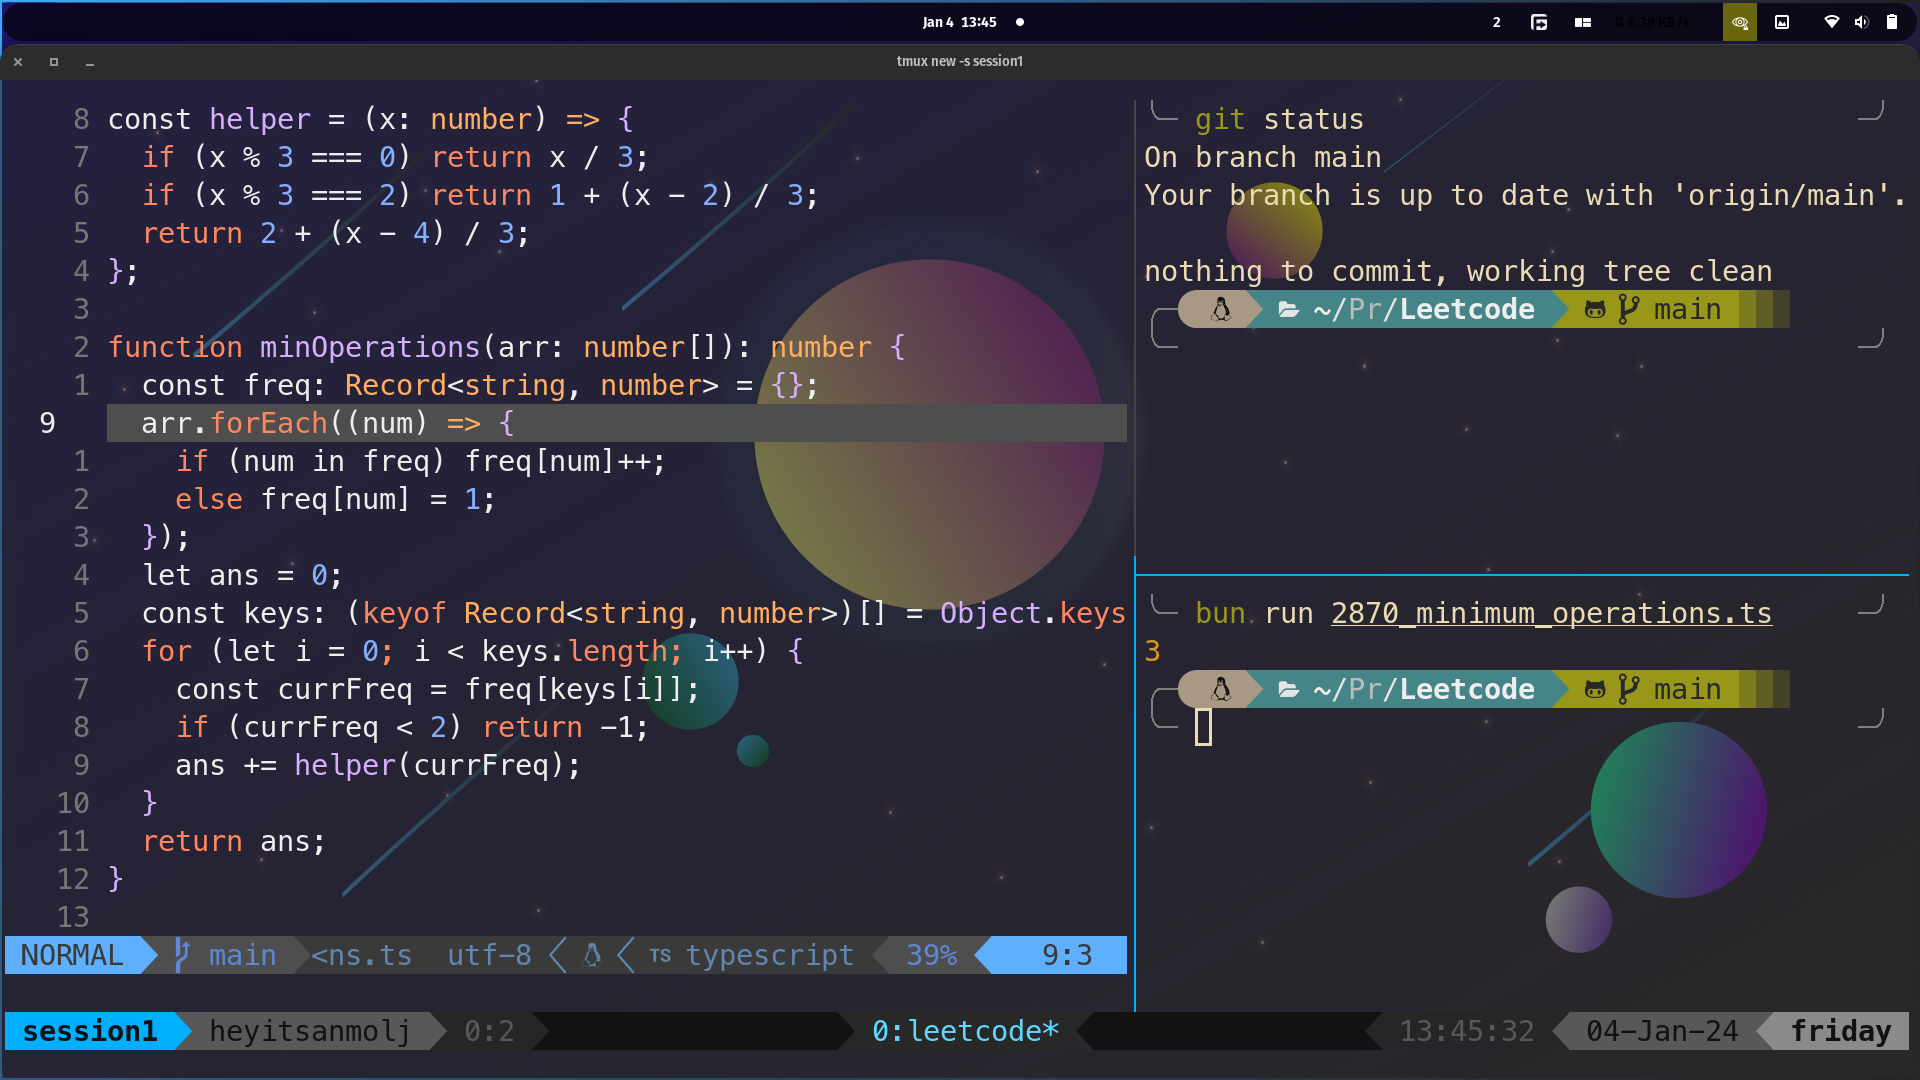 Jan 4 13:45
2
6.38 KB/s
tmux new -s session1
8 const helper = (x: number) => {
7 if (x % 3 === 0) return x / 3;
6 if (x % 3 === 2) return 1 + (x - 2) / 3;
5 return 2 + (x - 4) / 3;
4 };
3
2 function minOperations(arr: number[]): number {
1 const freq: Record<string, number> = {};
9 arr.forEach((num) => {
1 if (num in freq) freq[num]++;
2 else freq[num] = 1;
3 });
4 let ans = 0;
5 const keys: (keyof Record<string, number>)[] = Object.keys
6 for (let i = 0; i < keys.length; i++) {
7 const currFreq = freq[keys[i]];
8 if (currFreq < 2) return -1;
9 ans += helper(currFreq);
10 }
11 return ans;
12 }
13
NORMAL main <ns.ts utf-8 TS typescript 39% 9:3
git status
On branch main
Your branch is up to date with 'origin/main'.
nothing to commit, working tree clean
~/Pr/Leetcode main
bun run 2870_minimum_operations.ts
3
~/Pr/Leetcode main
session1 heyitsanmolj 0:2 0:leetcode* 13:45:32 04-Jan-24 friday